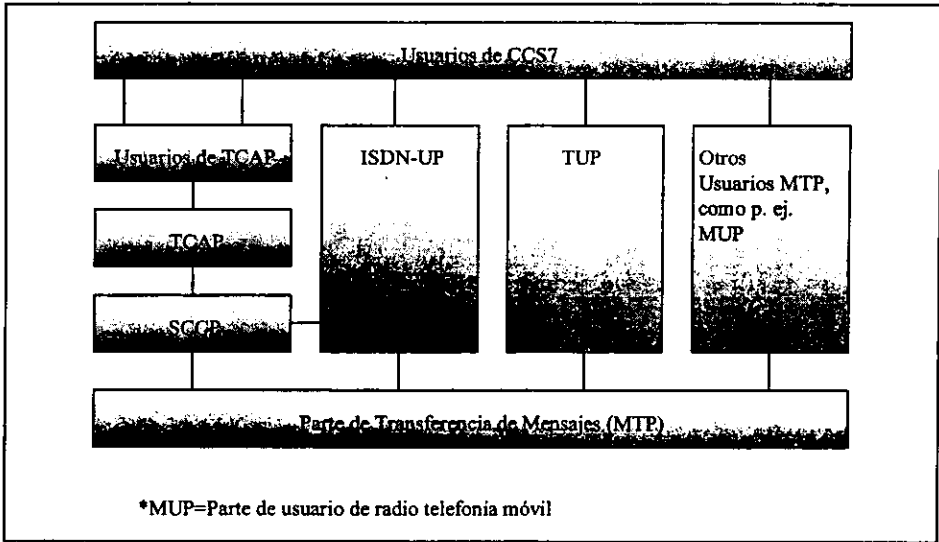 Usuarios de CCS7
Usuarios de TCAP
ISDN-UP
TUP
Otros
Usuarios MTP,
como p. ej.
MUP
TCAP
SCCP
Parte de Transferencia de Mensajes (MTP)
*MUP=Parte de usuario de radio telefonía móvil